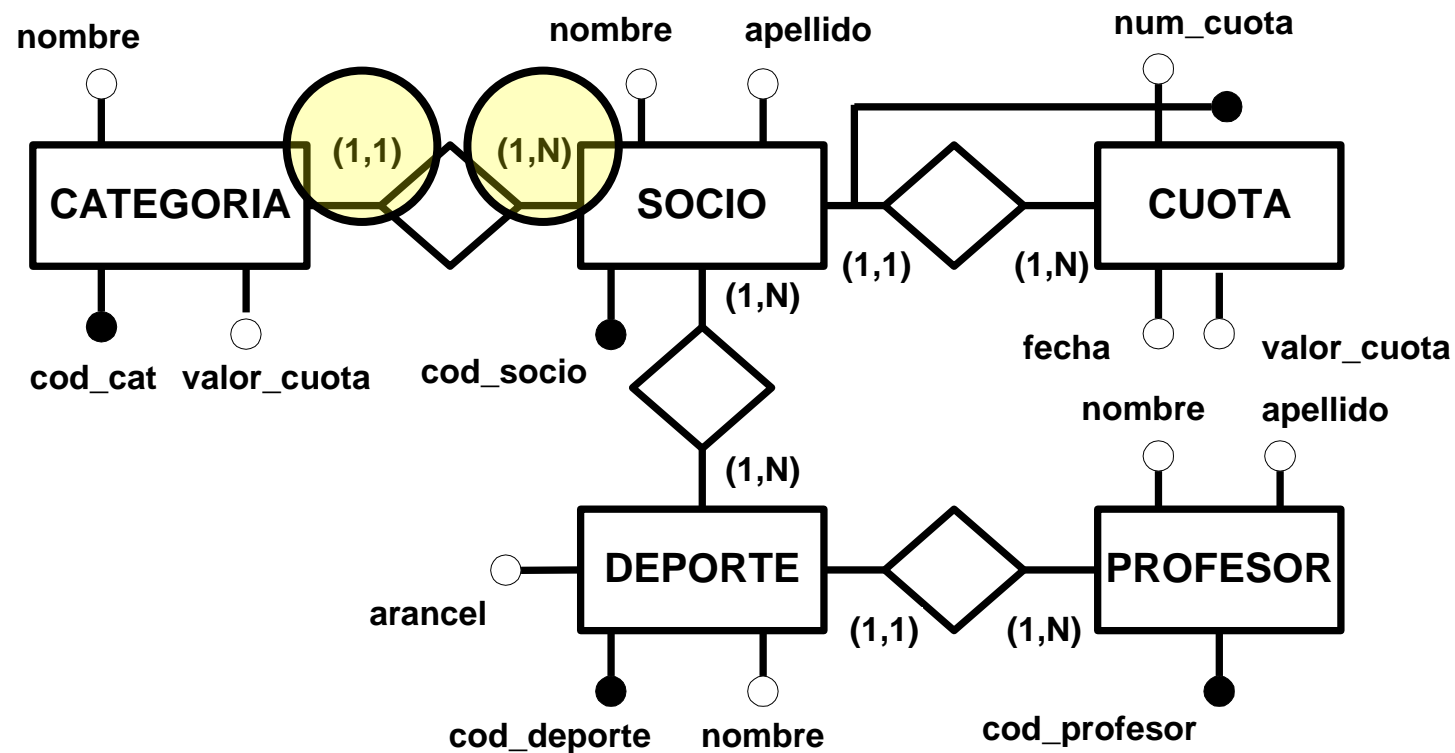 nombre
nombre
apellido
num_cuota
(1,1)
(1,N)
CATEGORIA
SOCIO
CUOTA
(1,1)
(1,N)
(1,N)
cod_cat
valor_cuota
cod_socio
fecha
valor_cuota
nombre
apellido
(1,N)
DEPORTE
PROFESOR
arancel
(1,1)
(1,N)
cod_deporte
nombre
cod_profesor